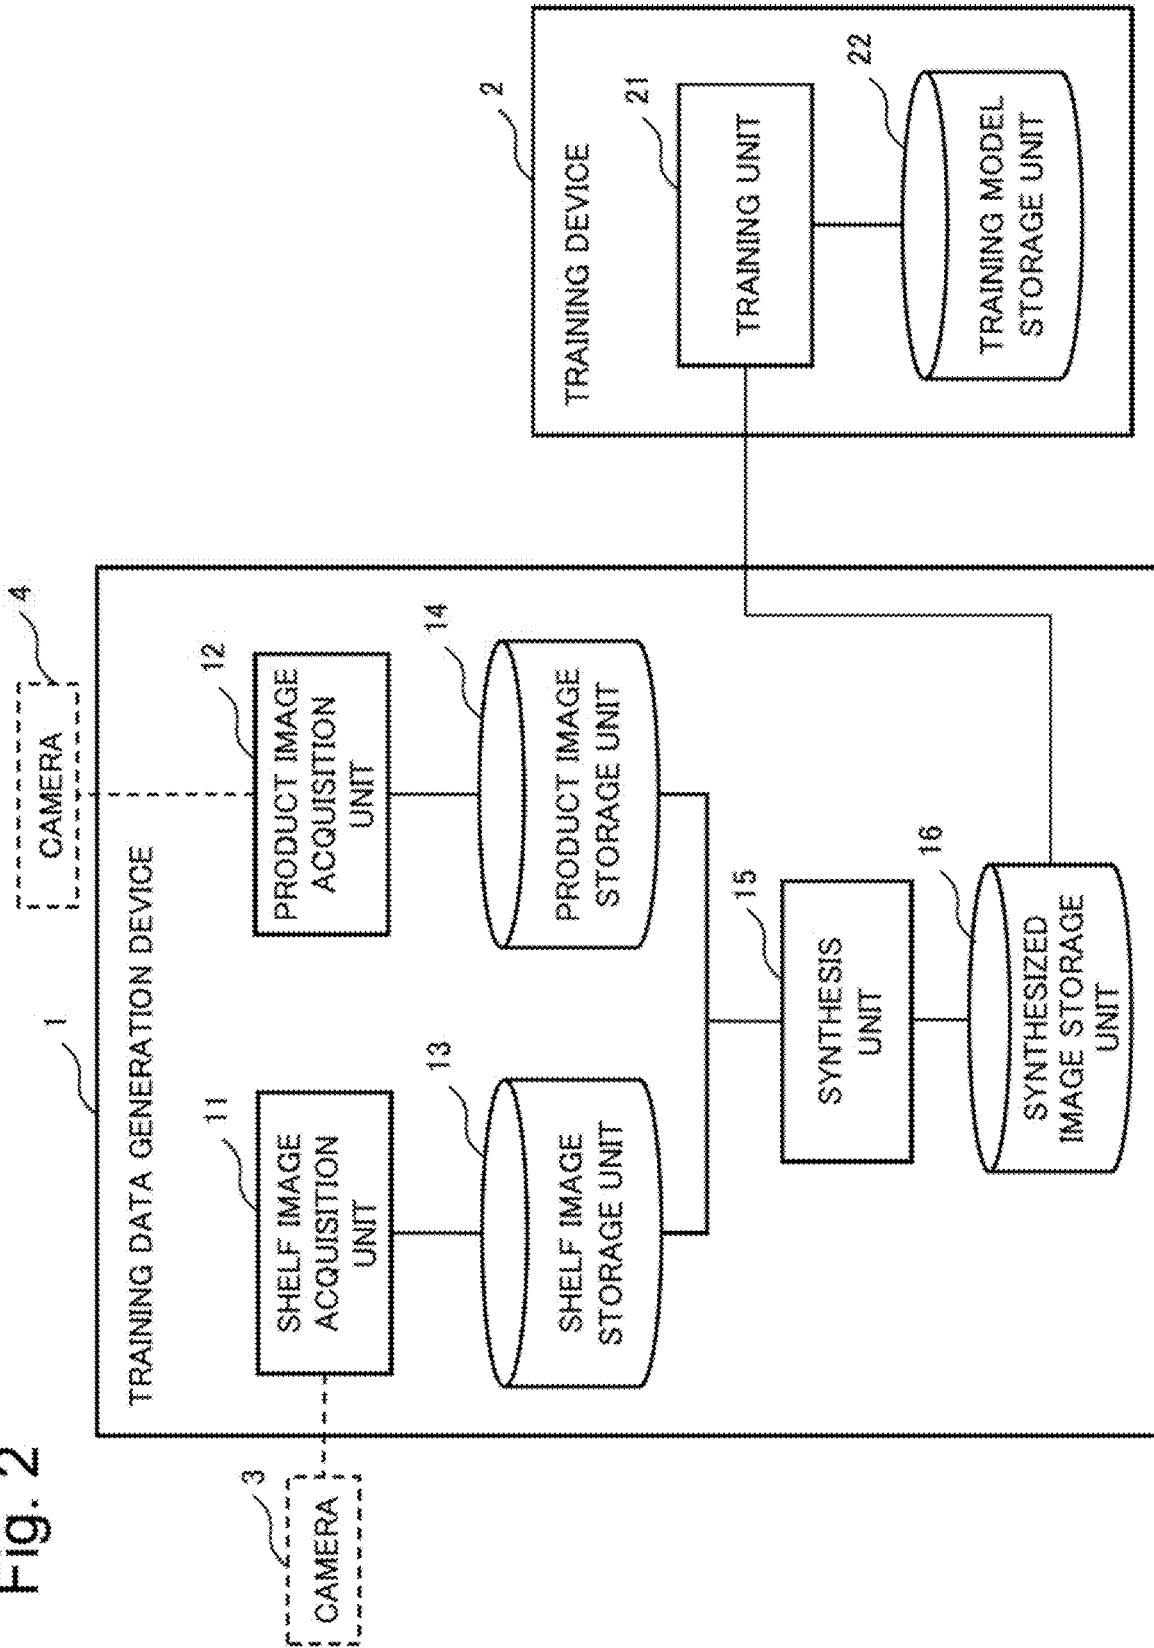 Fig. 2
1
TRAINING DATA GENERATION DEVICE
3
CAMERA
4
CAMERA
11
SHELF IMAGE
ACQUISITION
UNIT
12
PRODUCT IMAGE
ACQUISITION
UNIT
13
SHELF IMAGE
STORAGE UNIT
14
PRODUCT IMAGE
STORAGE UNIT
15
SYNTHESIS
UNIT
16
SYNTHESIZED
IMAGE STORAGE
UNIT
2
TRAINING DEVICE
21
TRAINING UNIT
22
TRAINING MODEL
STORAGE UNIT